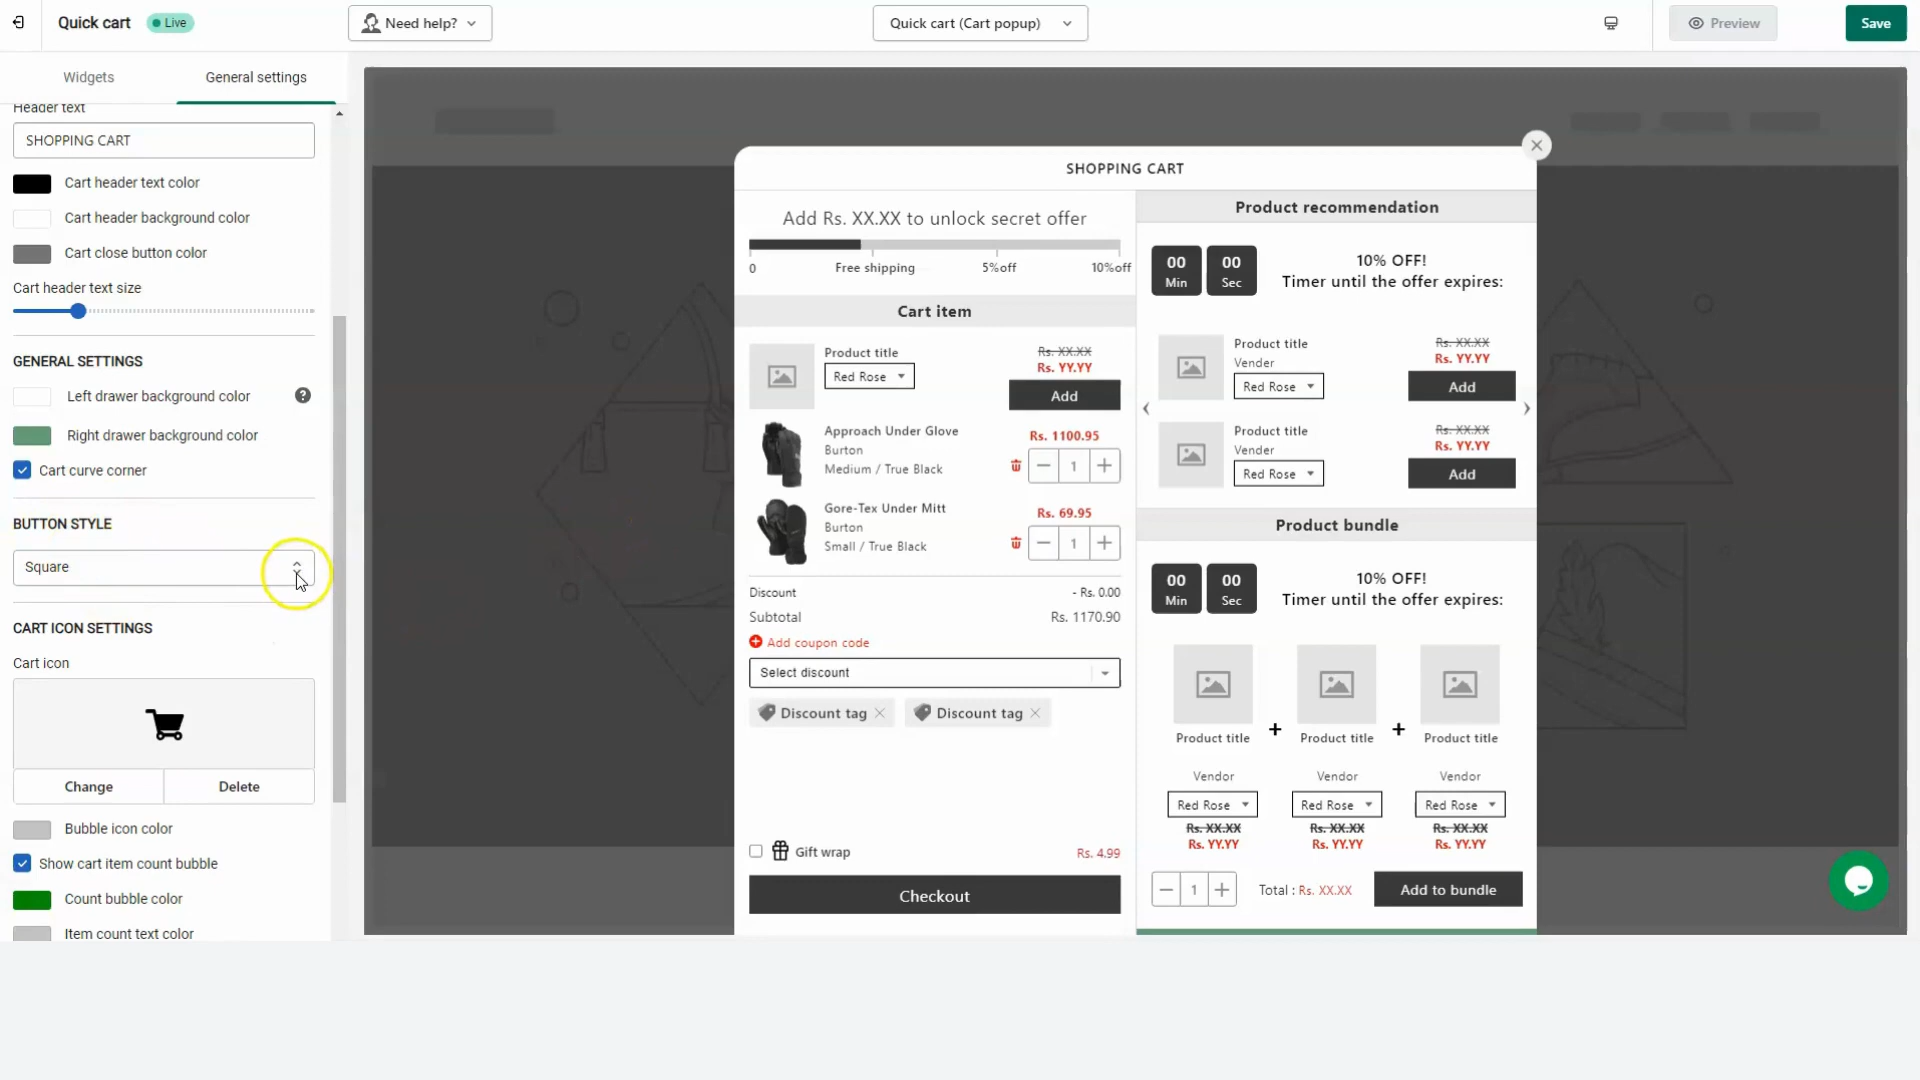 Quick cart
Live
Need help?
Quick cart (Cart popup)
Preview
Save
Widgets
General settings
Header text
SHOPPING CART
Cart header text color
Cart header background color
Cart close button color
Cart header text size
GENERAL SETTINGS
Left drawer background color
?
Right drawer background color
Cart curve corner
BUTTON STYLE
Square
CART ICON SETTINGS
Cart icon
Change
Delete
Bubble icon color
Show cart item count bubble
Count bubble color
Item count text color
SHOPPING CART
Add Rs. XX.XX to unlock secret offer
0 Free shipping 5%off 10%off
Cart item
Product title
Rs. XX.XX
Rs. YY.YY
Red Rose
Add
Approach Under Glove
Burton
Medium / True Black
Rs. 1100.95
1
Gore-Tex Under Mitt
Burton
Small / True Black
Rs. 69.95
1
Discount - Rs. 0.00
Subtotal Rs. 1170.90
Add coupon code
Select discount
Discount tag
Discount tag
Gift wrap Rs. 4.99
Checkout
Product recommendation
00 Min
00 Sec
10% OFF!
Timer until the offer expires:
Product title
Vender
Red Rose
Rs. XX.XX
Rs. YY.YY
Add
Product title
Vender
Red Rose
Rs. XX.XX
Rs. YY.YY
Add
Product bundle
00 Min
00 Sec
10% OFF!
Timer until the offer expires:
Product title + Product title + Product title
Vendor Vendor Vendor
Red Rose Red Rose Red Rose
Rs. XX.XX Rs. XX.XX Rs. XX.XX
Rs. YY.YY Rs. YY.YY Rs. YY.YY
1
Total : Rs. XX.XX
Add to bundle